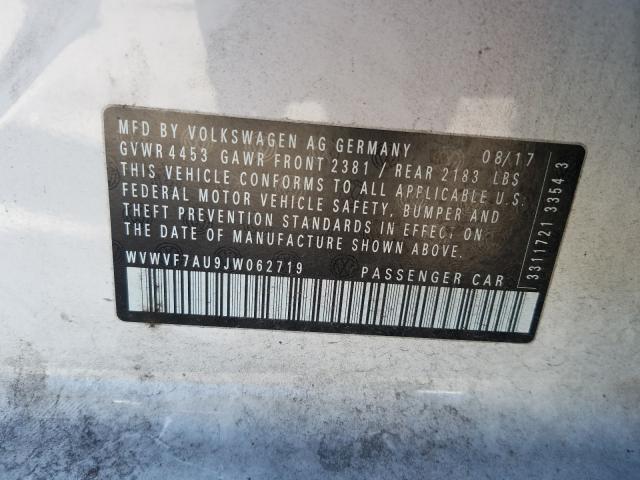 MFD BY VOLKSWAGEN AG GERMANY 08/17
GVWR 4453 GAWR FRONT 2381 / REAR 2183 LBS
THIS VEHICLE CONFORMS TO ALL APPLICABLE U.S.
FEDERAL MOTOR VEHICLE SAFETY, BUMPER AND
THEFT PREVENTION STANDARDS IN EFFECT ON
THE DATE OF MANUFACTURE SHOWN ABOVE.
WVWVF7AU9JW062719 PASSENGER CAR
3311721 3354 3